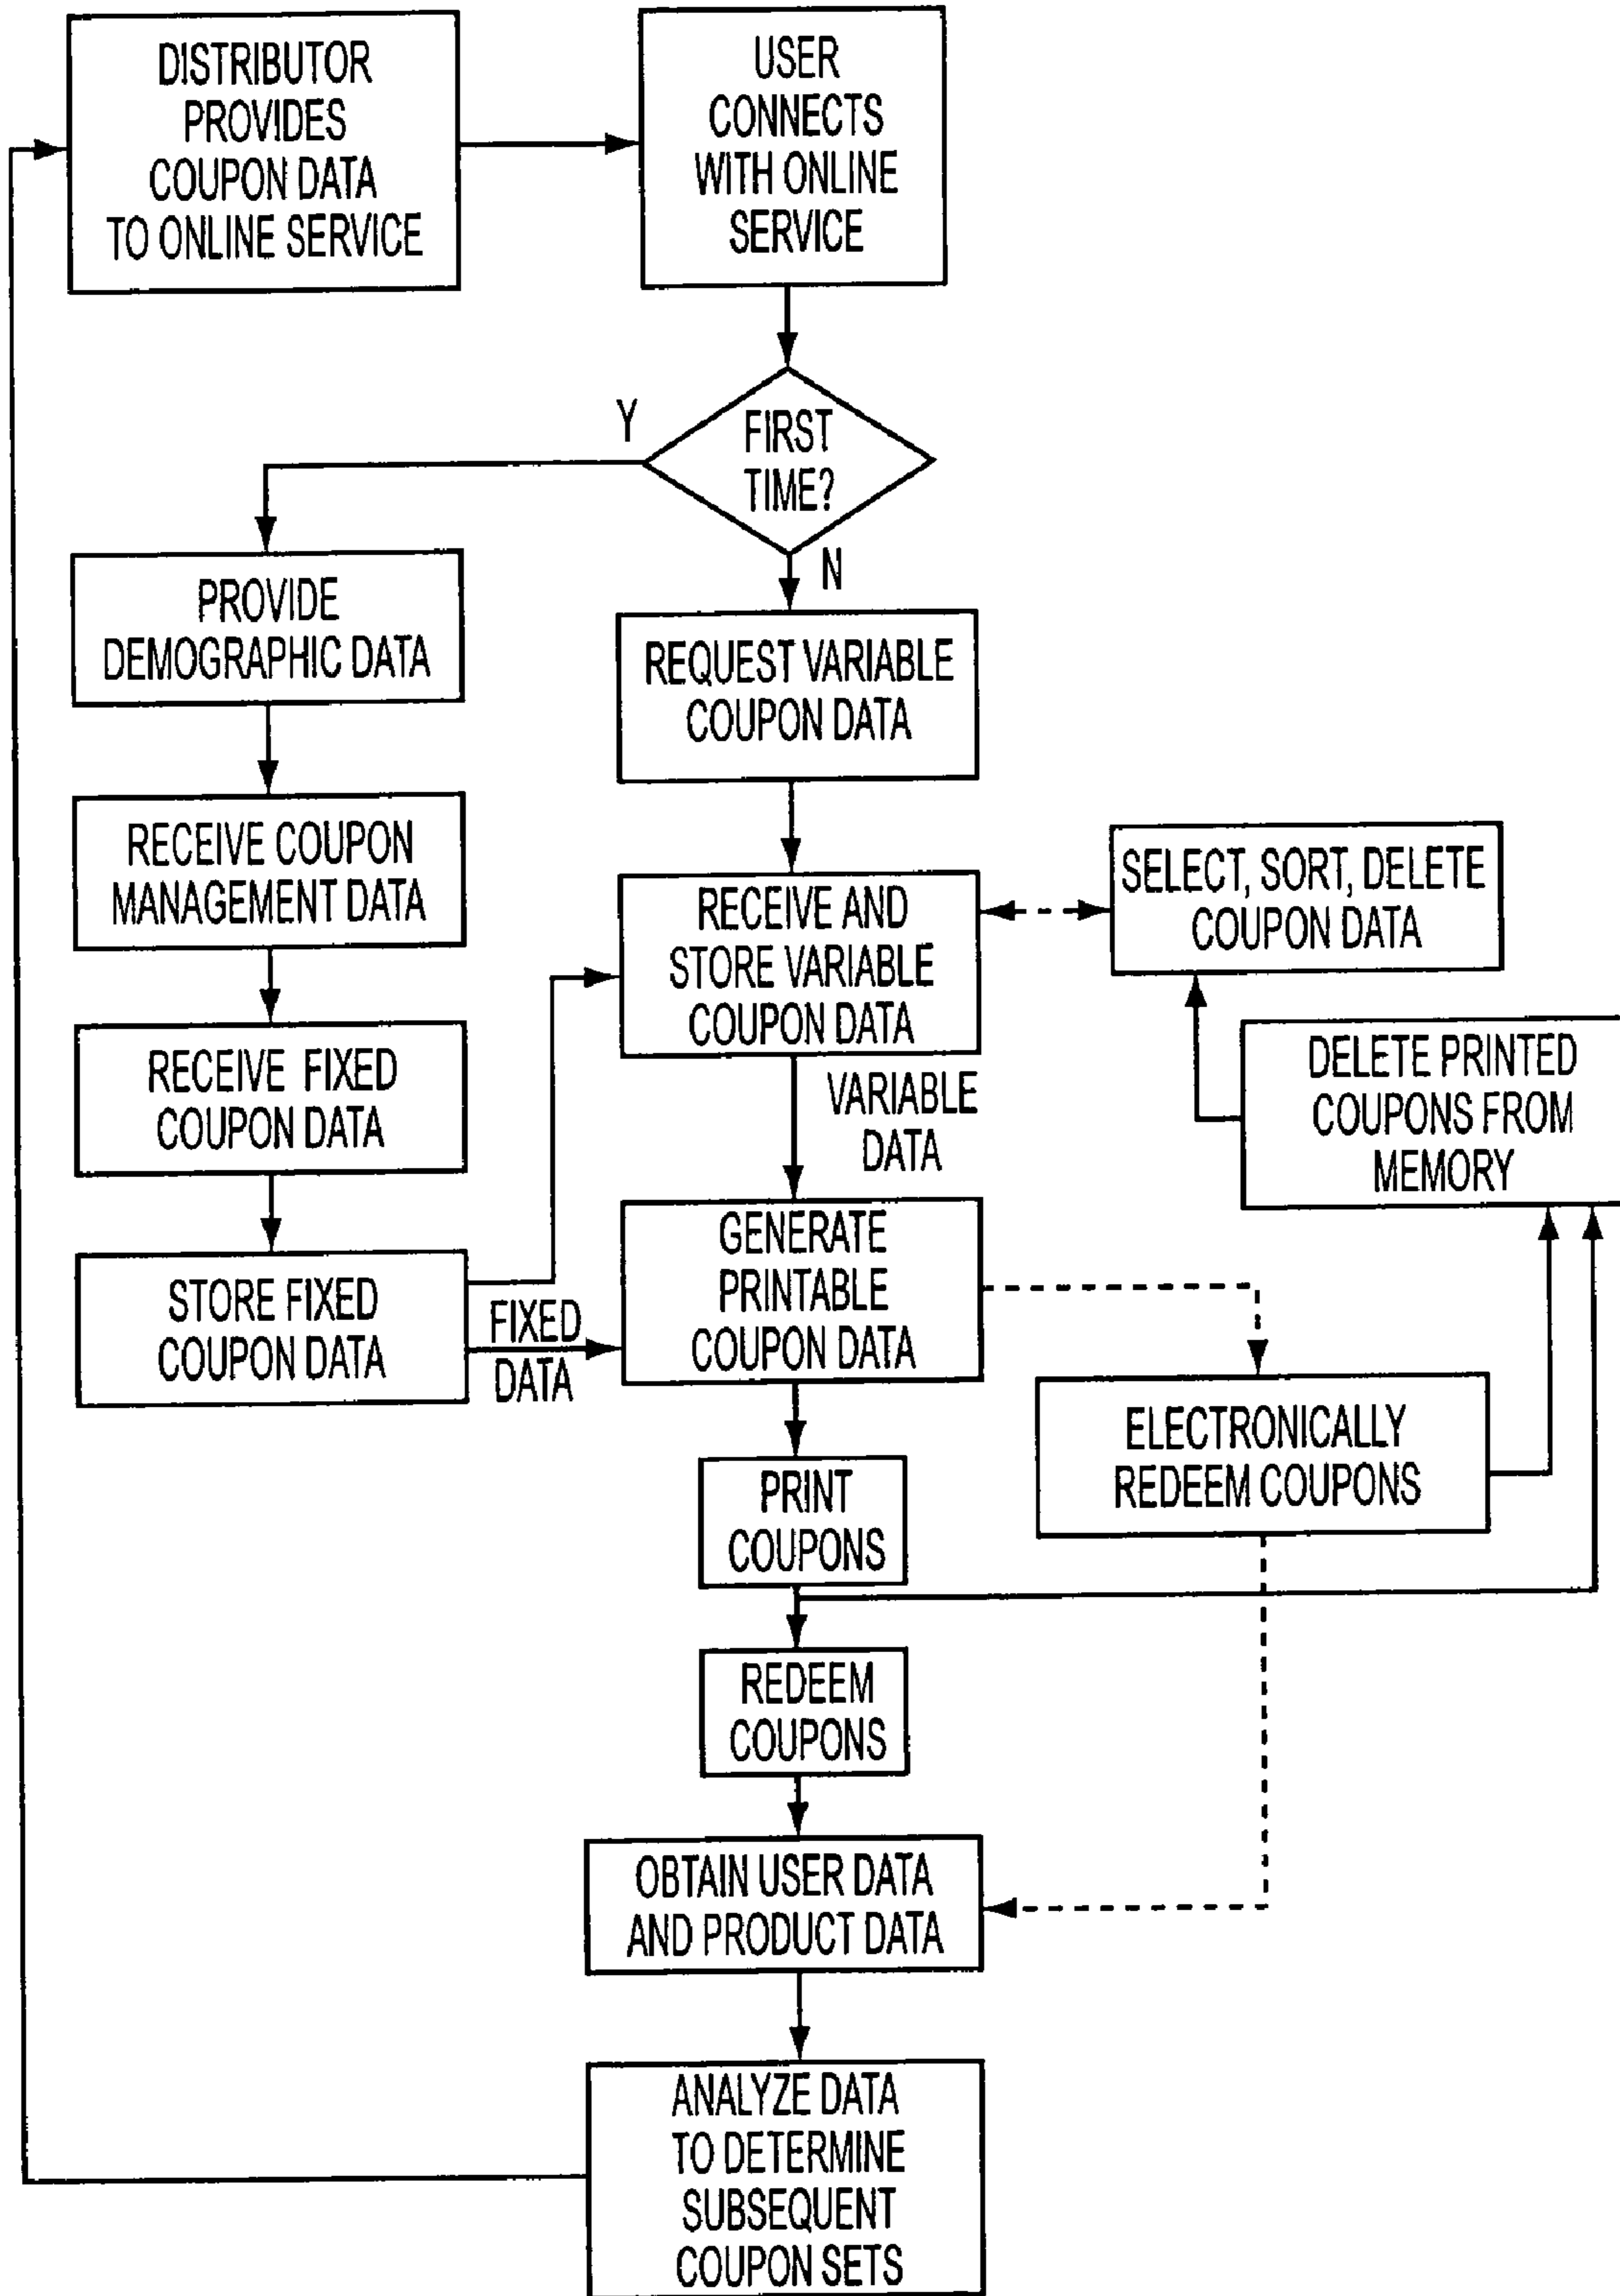 DISTRIBUTOR
PROVIDES
COUPON DATA
TO ONLINE SERVICE
USER
CONNECTS
WITH ONLINE
SERVICE
FIRST
TIME?
Y
N
PROVIDE
DEMOGRAPHIC DATA
REQUEST VARIABLE
COUPON DATA
RECEIVE COUPON
MANAGEMENT DATA
RECEIVE AND
STORE VARIABLE
COUPON DATA
SELECT, SORT, DELETE
COUPON DATA
RECEIVE FIXED
COUPON DATA
VARIABLE
DATA
DELETE PRINTED
COUPONS FROM
MEMORY
STORE FIXED
COUPON DATA
FIXED
DATA
GENERATE
PRINTABLE
COUPON DATA
ELECTRONICALLY
REDEEM COUPONS
PRINT
COUPONS
REDEEM
COUPONS
OBTAIN USER DATA
AND PRODUCT DATA
ANALYZE DATA
TO DETERMINE
SUBSEQUENT
COUPON SETS